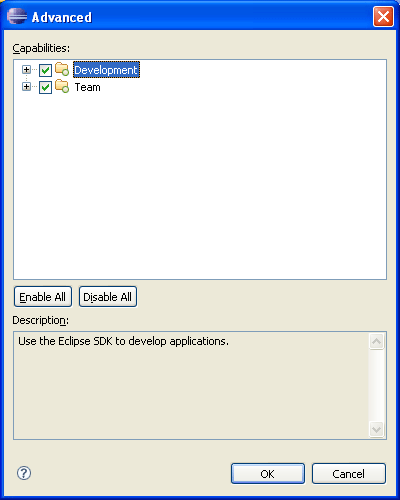 Advanced
Capabilities:
Development
Team
Enable All Disable All
Description:
Use the Eclipse SDK to develop applications.
? OK Cancel